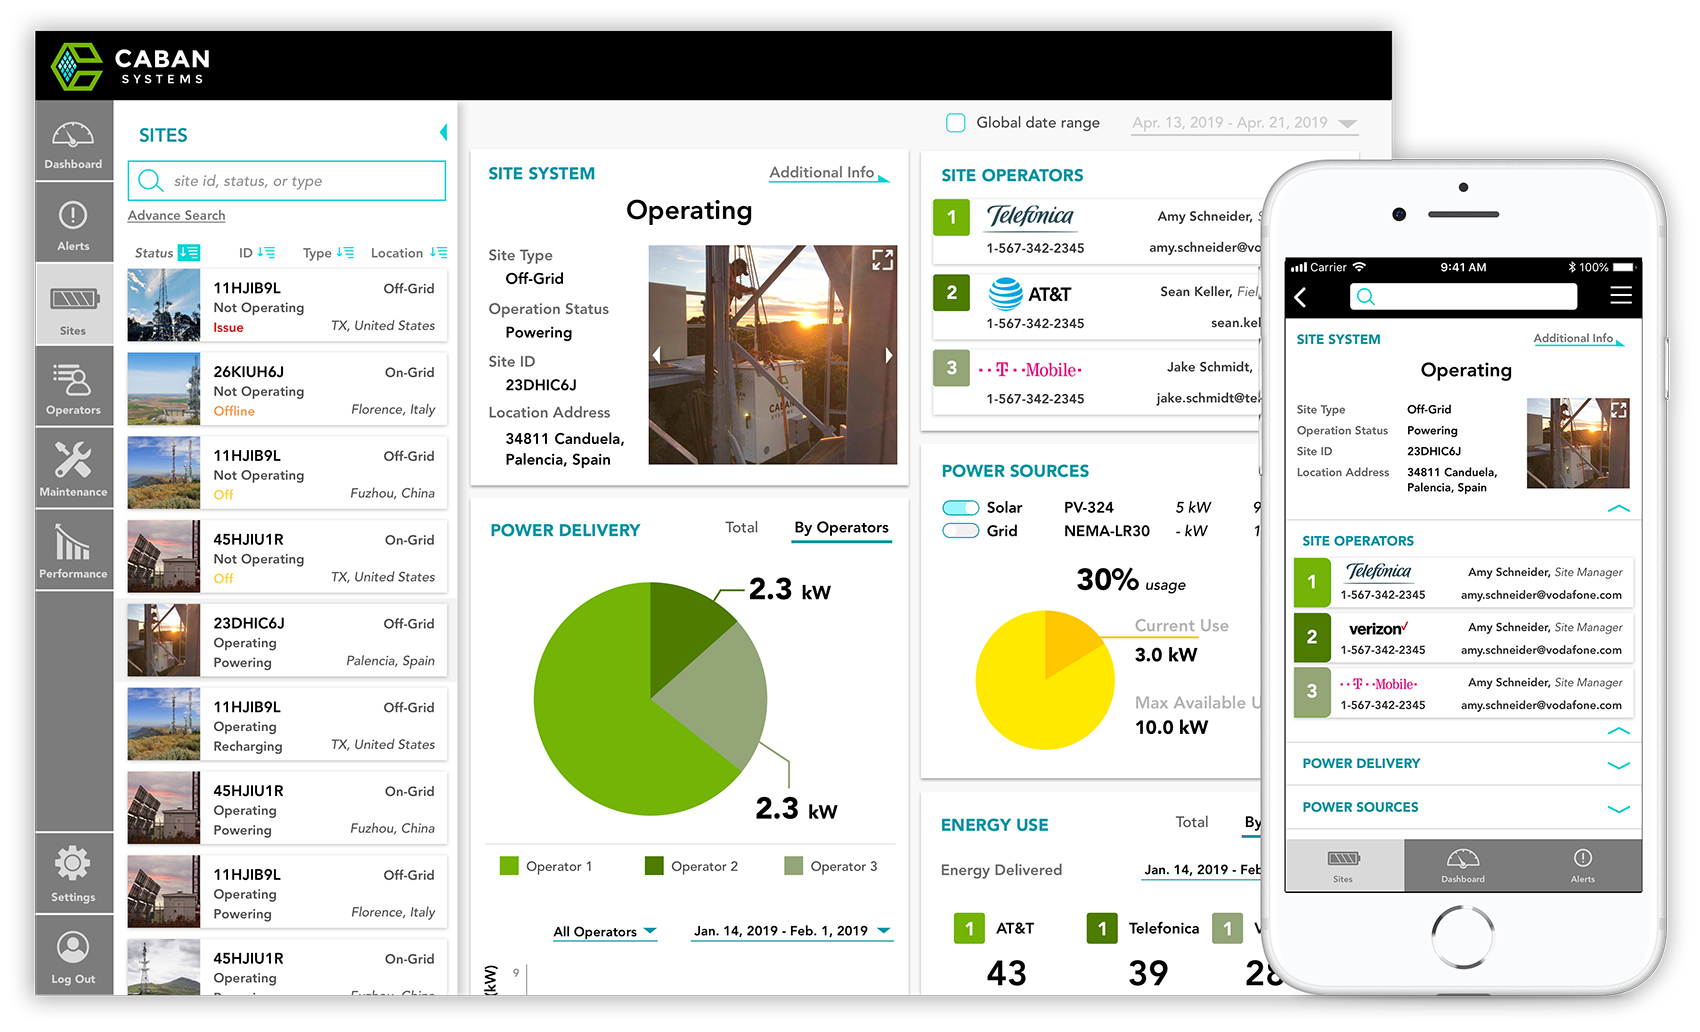 CABAN
SYSTEMS
Dashboard
Alerts
Sites
Operators
Maintenance
Performance
Settings
Log Out
SITES
site id, status, or type
Advance Search
Status ID Type Location
11HJIB9L Off-Grid
Not Operating
Issue TX, United States
26KIUH6J On-Grid
Not Operating
Offline Florence, Italy
11HJIB9L Off-Grid
Not Operating
Off Fuzhou, China
45HJIU1R On-Grid
Not Operating
Off TX, United States
23DHIC6J Off-Grid
Operating
Powering Palencia, Spain
11HJIB9L Off-Grid
Operating
Recharging TX, United States
45HJIU1R On-Grid
Operating
Powering Fuzhou, China
11HJIB9L Off-Grid
Operating
Powering Florence, Italy
45HJIU1R On-Grid
Operating
Global date range Apr. 13, 2019 - Apr. 21, 2019
SITE SYSTEM Additional Info
Operating
Site Type
Off-Grid
Operation Status
Powering
Site ID
23DHIC6J
Location Address
34811 Canduela,
Palencia, Spain
CABAN
SYSTEMS
POWER DELIVERY Total By Operators
2.3 kW
2.3 kW
Operator 1 Operator 2 Operator 3
All Operators Jan. 14, 2019 - Feb. 1, 2019
(kW) 9
SITE OPERATORS
1 Telefónica Amy Schneider,
1-567-342-2345 amy.schneider@vo
2 AT&T Sean Keller, Fiel
1-567-342-2345 sean.kel
3 T Mobile Jake Schmidt,
1-567-342-2345 jake.schmidt@te
POWER SOURCES
Solar PV-324 5 kW 9
Grid NEMA-LR30 - kW 1
30% usage
Current Use
3.0 kW
Max Available U
10.0 kW
ENERGY USE Total By
Energy Delivered Jan. 14, 2019 - Feb
1 AT&T 1 Telefonica 1 V
43 39 28
Carrier 9:41 AM 100%
SITE SYSTEM Additional Info
Operating
Site Type Off-Grid
Operation Status Powering
Site ID 23DHIC6J
Location Address 34811 Canduela,
Palencia, Spain
SITE OPERATORS
1 Telefónica Amy Schneider, Site Manager
1-567-342-2345 amy.schneider@vodafone.com
2 verizon Amy Schneider, Site Manager
1-567-342-2345 amy.schneider@vodafone.com
3 T Mobile Amy Schneider, Site Manager
1-567-342-2345 amy.schneider@vodafone.com
POWER DELIVERY
POWER SOURCES
Sites Dashboard Alerts